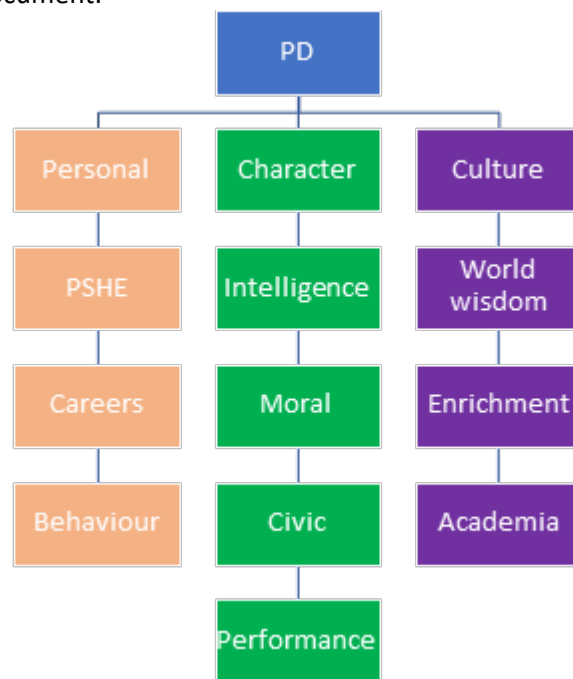 PD
Personal
Character
Culture
PSHE
Intelligence
World
wisdom
Careers
Moral
Enrichment
Behaviour
Civic
Academia
Performance